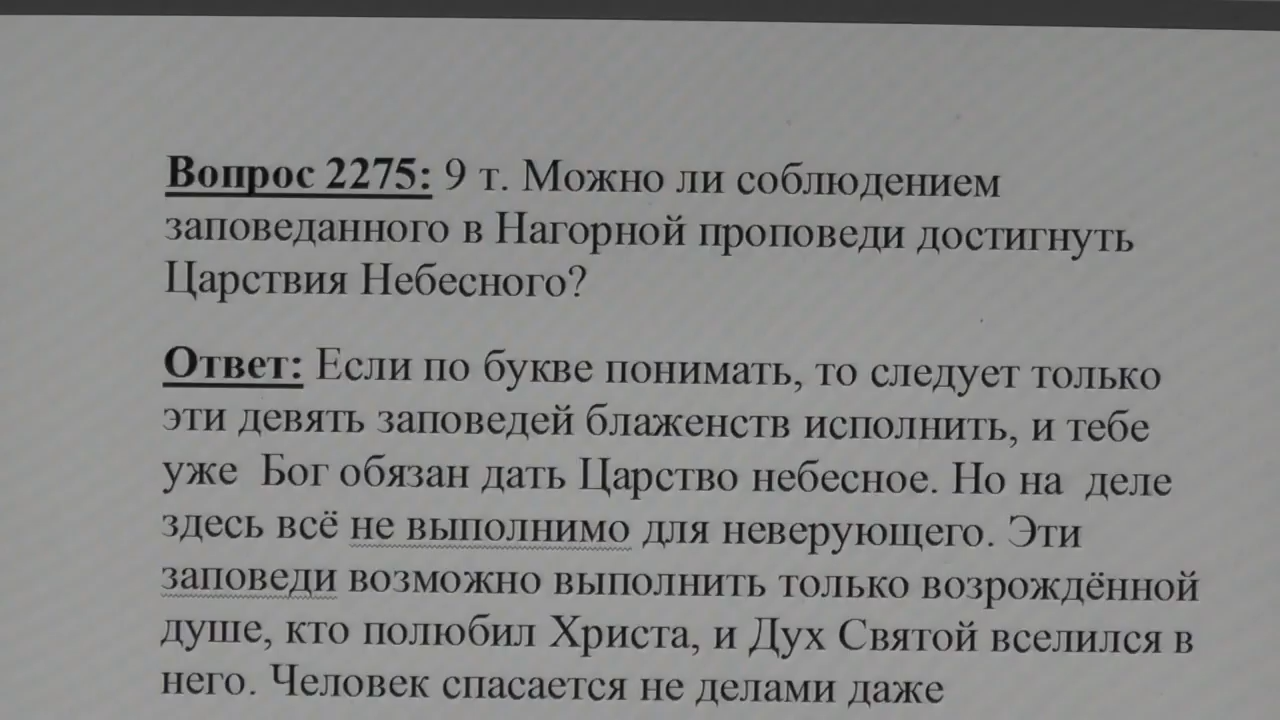 Вопрос 2275: 9 т. Можно ли соблюдением
заповеданного в Нагорной проповеди достигнуть
Царствия Небесного?
Ответ: Если по букве понимать, то следует только
эти девять заповедей блаженств исполнить, и тебе
уже  Бог обязан дать Царство небесное. Но на  деле
здесь всё не выполнимо для неверующего. Эти
заповеди возможно выполнить только возрождённой
душе, кто полюбил Христа, и Дух Святой вселился в
него. Человек спасается не делами даже